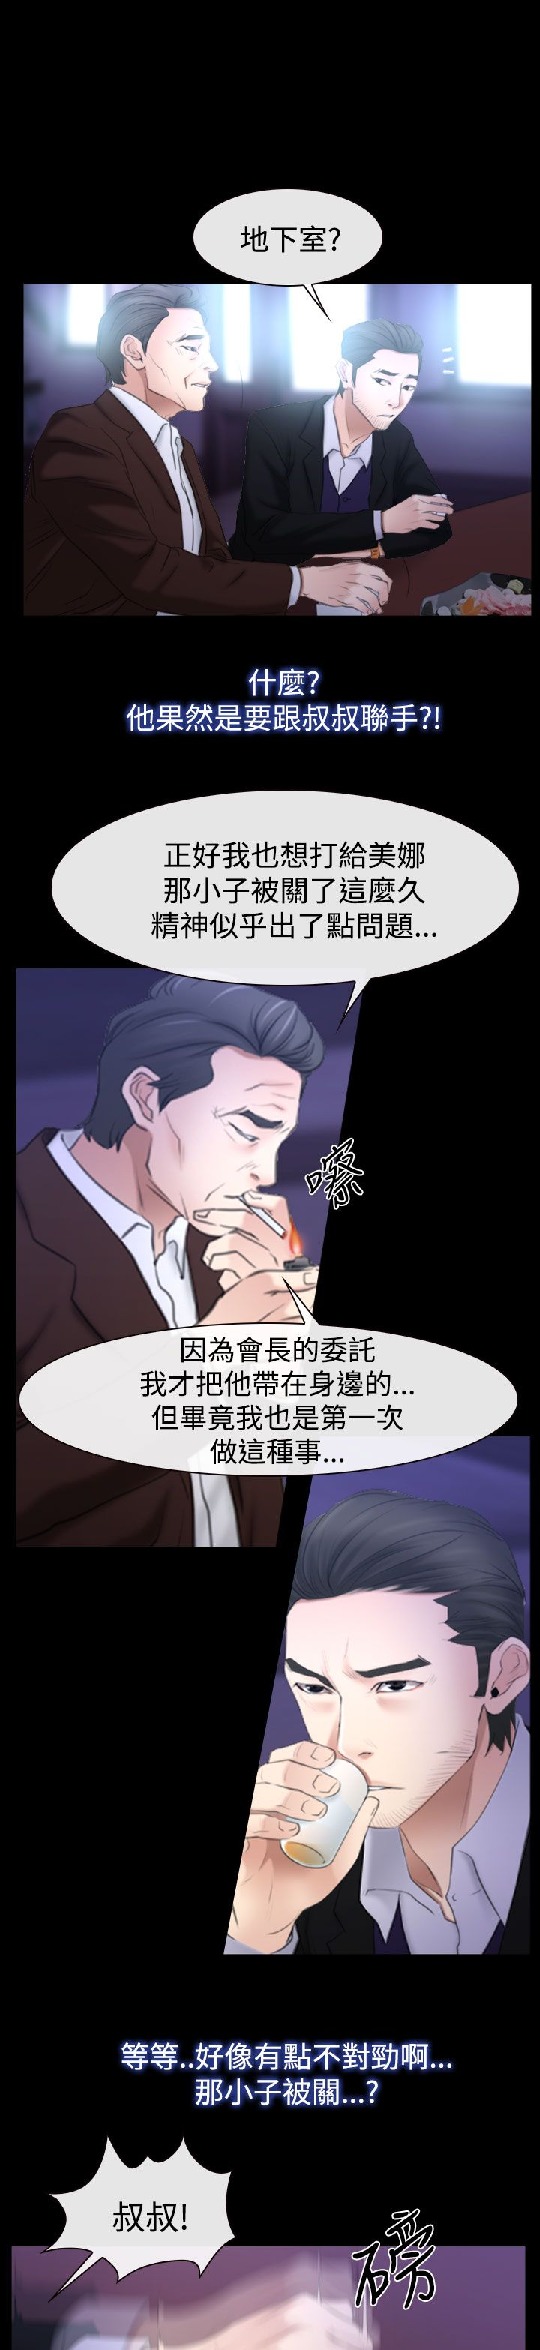 地下室?
什麼?
他果然是要跟叔叔聯手?!
正好我也想打給美娜
那小子被關了這麼久
精神似乎出了點問題...
嚓
因為會長的委託
我才把他帶在身邊的...
但畢竟我也是第一次
做這種事...
等等..好像有點不對勁啊...
那小子被關...?
叔叔!
磅